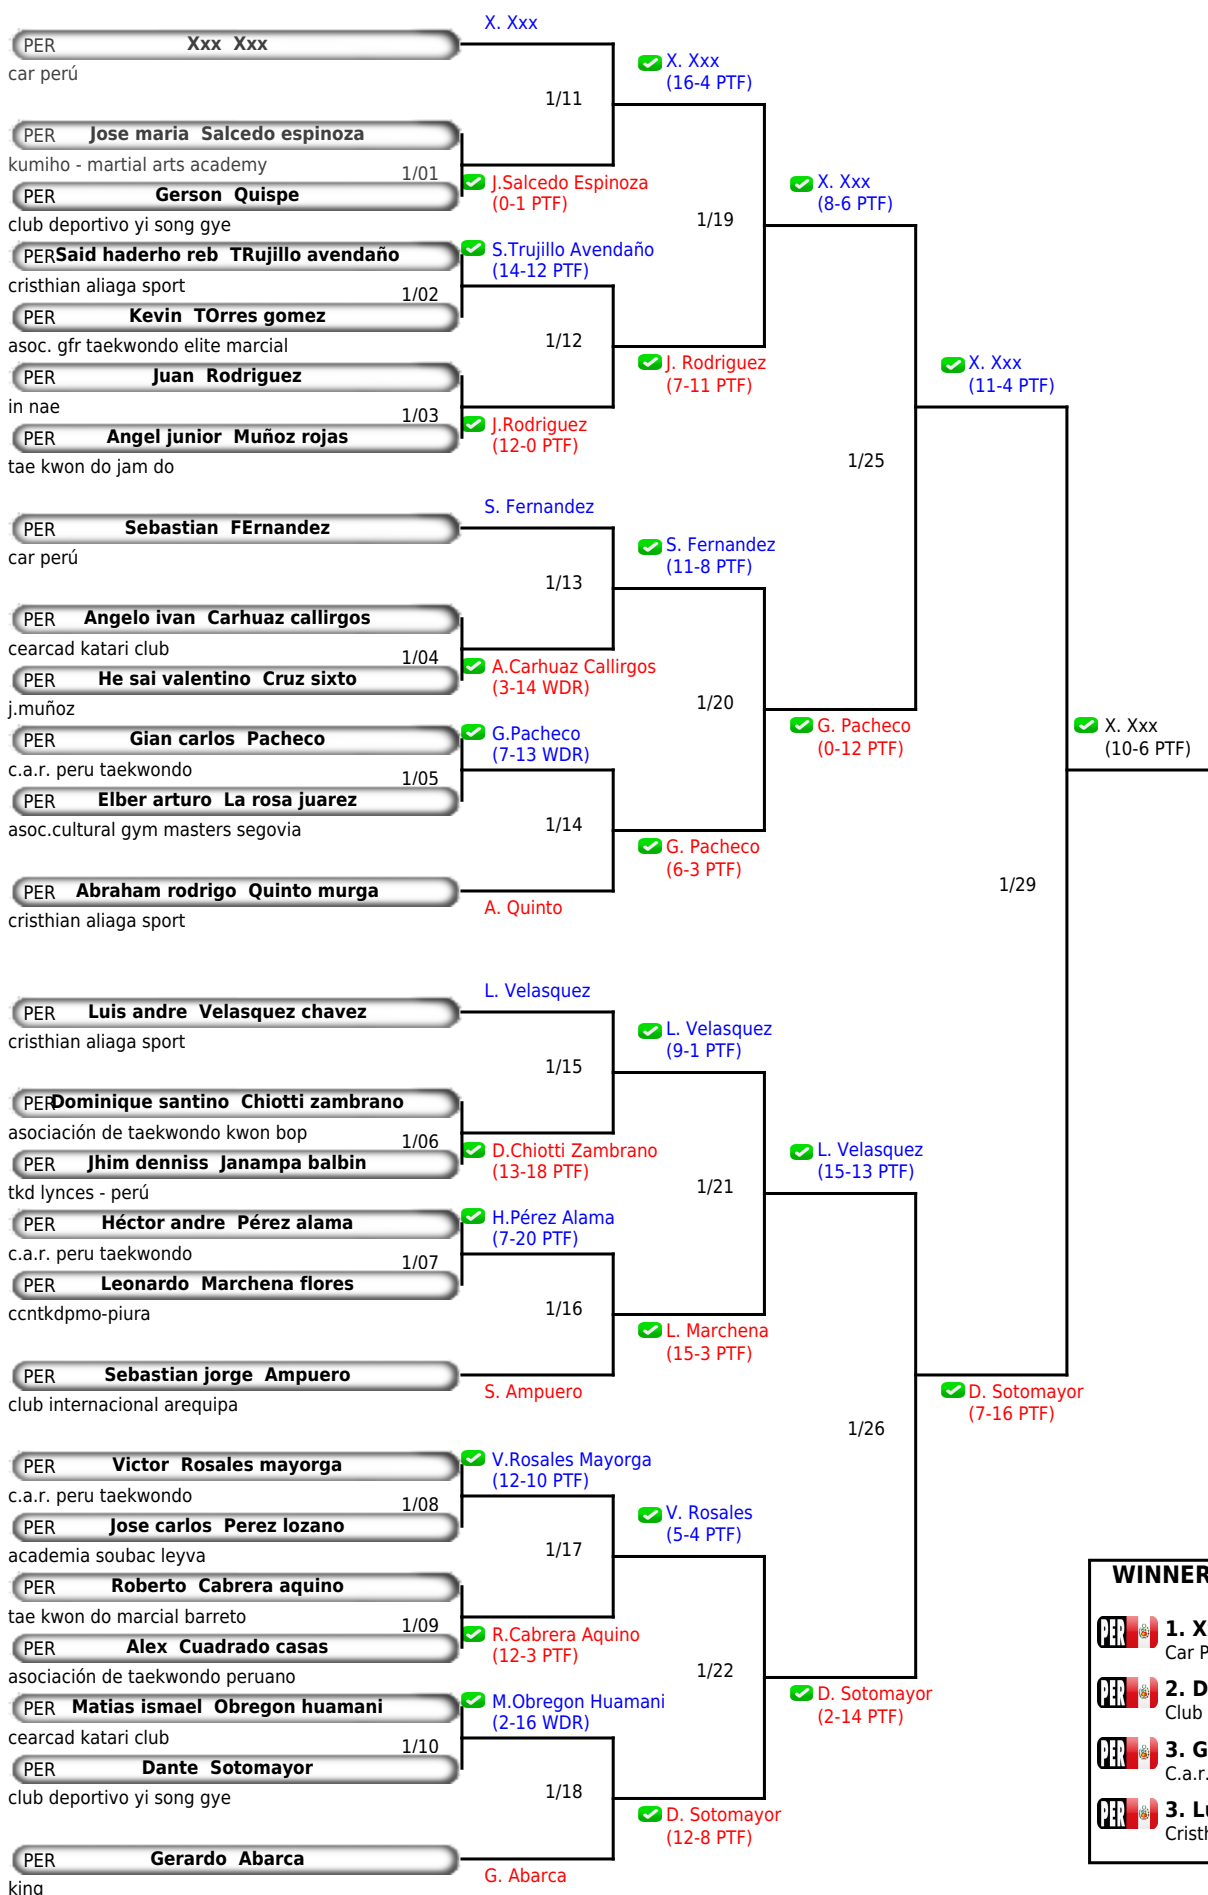 X. Xxx
PER Xxx Xxx
car perú
X. Xxx
(16-4 PTF)
1/11
PER Jose maria Salcedo espinoza
kumiho - martial arts academy
1/01
PER Gerson Quispe
club deportivo yi song gye
J.Salcedo Espinoza
(0-1 PTF)
X. Xxx
(8-6 PTF)
1/19
PER Said haderho reb TRujillo avendaño
cristhian aliaga sport
1/02
S.Trujillo Avendaño
(14-12 PTF)
PER Kevin TOrres gomez
asoc. gfr taekwondo elite marcial
1/12
PER Juan Rodriguez
in nae
1/03
J. Rodriguez
(7-11 PTF)
X. Xxx
(11-4 PTF)
PER Angel junior Muñoz rojas
tae kwon do jam do
J.Rodriguez
(12-0 PTF)
1/25
S. Fernandez
PER Sebastian FErnandez
car perú
S. Fernandez
(11-8 PTF)
1/13
PER Angelo ivan Carhuaz callirgos
cearcad katari club
1/04
PER He sai valentino Cruz sixto
j.muñoz
A.Carhuaz Callirgos
(3-14 WDR)
1/20
PER Gian carlos Pacheco
c.a.r. peru taekwondo
1/05
G.Pacheco
(7-13 WDR)
G. Pacheco
(0-12 PTF)
X. Xxx
(10-6 PTF)
PER Elber arturo La rosa juarez
asoc.cultural gym masters segovia
1/14
G. Pacheco
(6-3 PTF)
PER Abraham rodrigo Quinto murga
cristhian aliaga sport
A. Quinto
1/29
L. Velasquez
PER Luis andre Velasquez chavez
cristhian aliaga sport
L. Velasquez
(9-1 PTF)
1/15
PER Dominique santino Chiotti zambrano
asociación de taekwondo kwon bop
1/06
PER Jhim denniss Janampa balbin
tkd lynces - perú
D.Chiotti Zambrano
(13-18 PTF)
L. Velasquez
(15-13 PTF)
1/21
PER Héctor andre Pérez alama
c.a.r. peru taekwondo
1/07
H.Pérez Alama
(7-20 PTF)
PER Leonardo Marchena flores
ccntkdpmo-piura
1/16
L. Marchena
(15-3 PTF)
PER Sebastian jorge Ampuero
club internacional arequipa
S. Ampuero
D. Sotomayor
(7-16 PTF)
1/26
PER Victor Rosales mayorga
c.a.r. peru taekwondo
1/08
V.Rosales Mayorga
(12-10 PTF)
PER Jose carlos Perez lozano
academia soubac leyva
V. Rosales
(5-4 PTF)
1/17
PER Roberto Cabrera aquino
tae kwon do marcial barreto
1/09
PER Alex Cuadrado casas
asociación de taekwondo peruano
R.Cabrera Aquino
(12-3 PTF)
1/22
PER Matias ismael Obregon huamani
cearcad katari club
1/10
M.Obregon Huamani
(2-16 WDR)
D. Sotomayor
(2-14 PTF)
PER Dante Sotomayor
club deportivo yi song gye
1/18
D. Sotomayor
(12-8 PTF)
PER Gerardo Abarca
king
G. Abarca
WINNER
PER 1. X
Car P
PER 2. D
Club
PER 3. G
C.a.r.
PER 3. Lu
Cristh